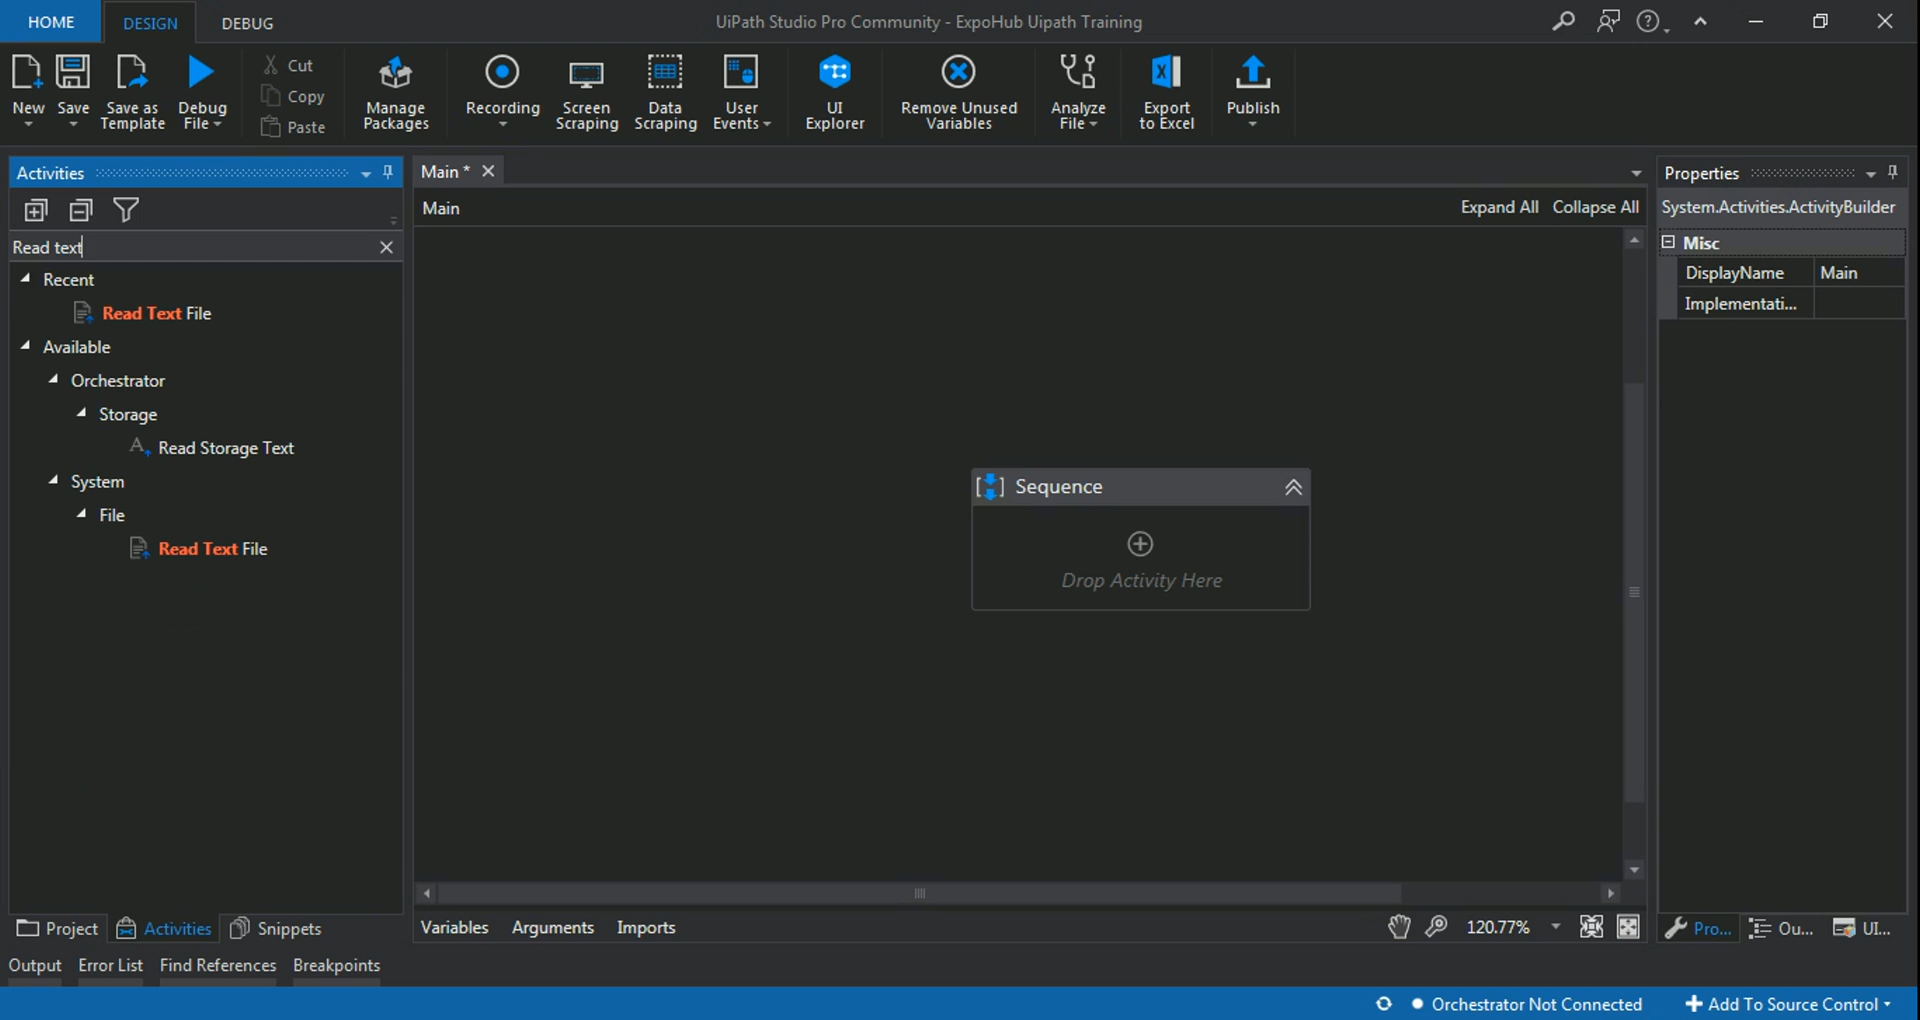 HOME DESIGN DEBUG UiPath Studio Pro Community - ExpoHub Uipath Training
New Save Save as Template Debug File
Cut
Copy
Paste
Manage Packages
Recording
Screen Scraping
Data Scraping
User Events
UI Explorer
Remove Unused Variables
Analyze File
Export to Excel
Publish
Activities
Read text
Recent
Read Text File
Available
Orchestrator
Storage
Read Storage Text
System
File
Read Text File
Project Activities Snippets
Main *
Main Expand All Collapse All
Sequence
Drop Activity Here
Variables Arguments Imports 120.77%
Properties
System.Activities.ActivityBuilder
Misc
DisplayName Main
Implementati...
Pro... Ou... UI...
Output Error List Find References Breakpoints
Orchestrator Not Connected Add To Source Control